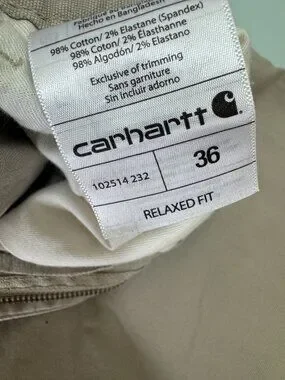 Hecho en Bangladesh
98% Cotton/ 2% Elastane (Spandex)
98% Coton/ 2% Élasthanne
98% Algodón/ 2% Elastano
Exclusive of trimming
Sans garniture
Sin incluir adorno
carhartt
102514 232
36
RELAXED FIT